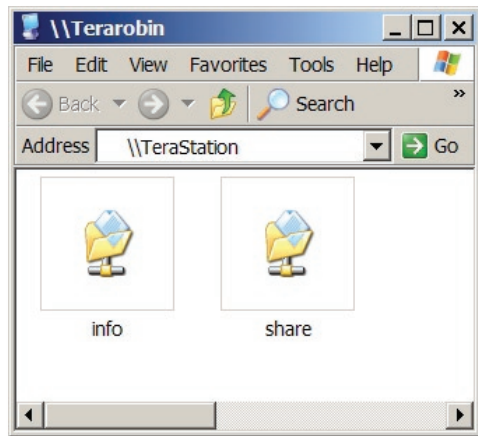 \\Terarobin
File Edit View Favorites Tools Help
Back Search »
Address \\TeraStation Go
info share